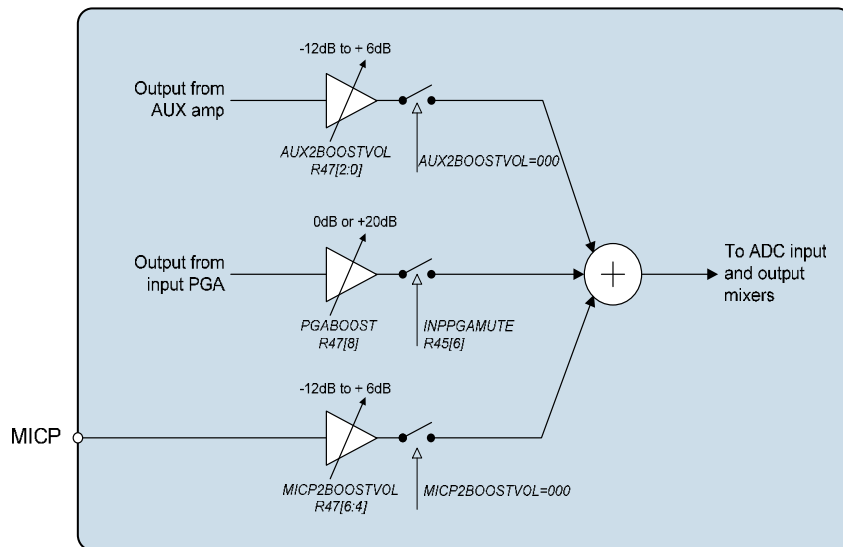 -12dB to + 6dB
Output from
AUX amp
AUX2BOOSTVOL
R47[2:0]
AUX2BOOSTVOL=000
0dB or +20dB
Output from
input PGA
PGABOOST
R47[8]
INPPGAMUTE
R45[6]
+
To ADC input
and output
mixers
-12dB to + 6dB
MICP
MICP2BOOSTVOL
R47[6:4]
MICP2BOOSTVOL=000